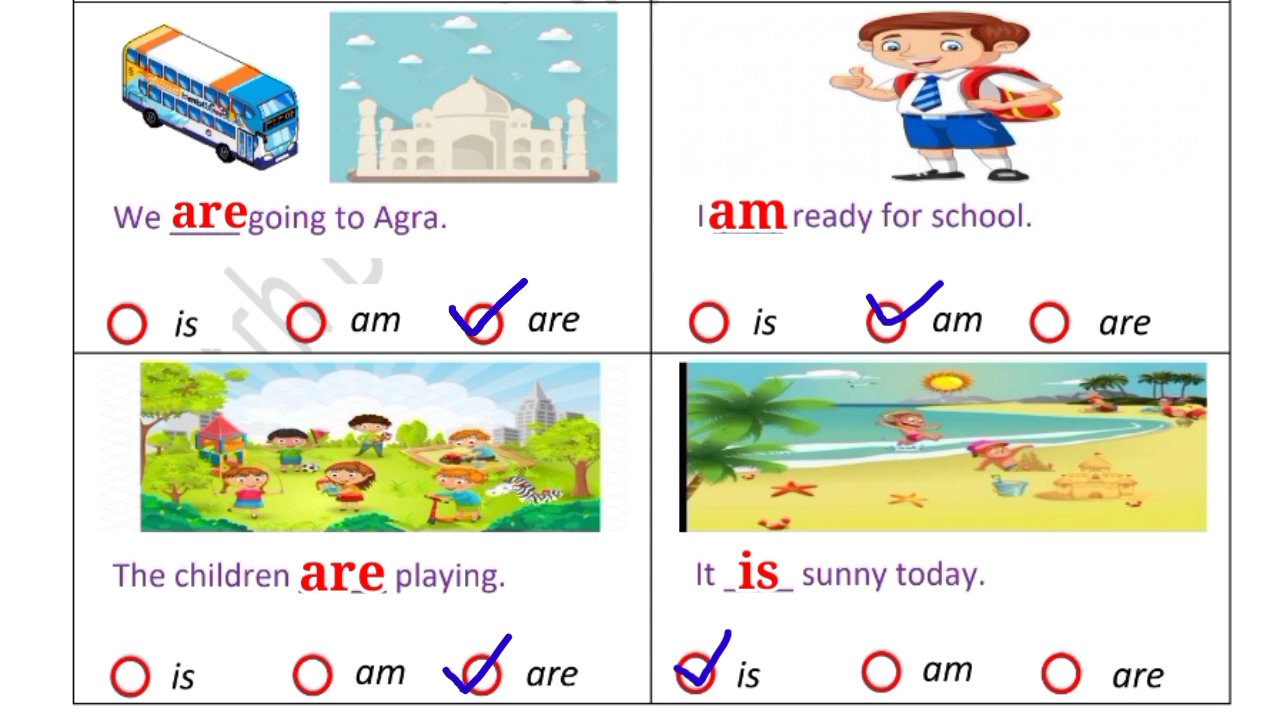 We are going to Agra.
is am are
I am ready for school.
is am are
The children are playing.
is am are
It is sunny today.
is am are